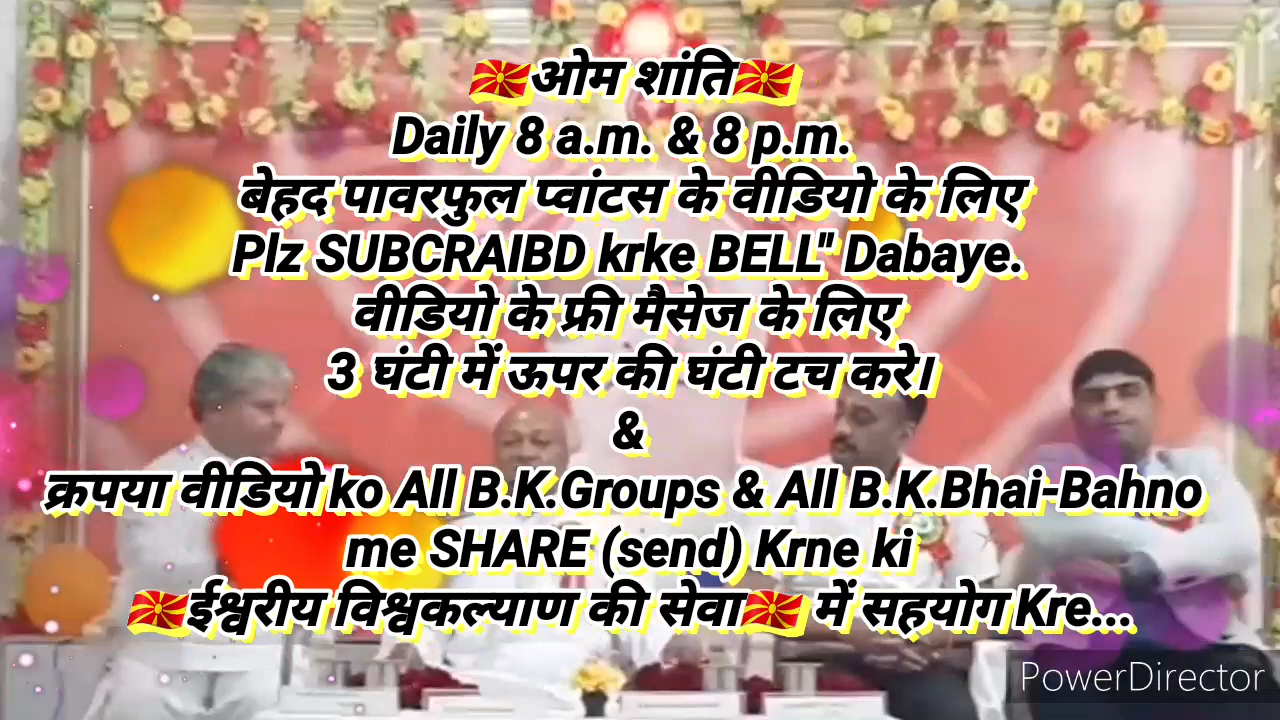 🇲🇰ओम शांति🇲🇰
Daily 8 a.m. & 8 p.m.
बेहद पावरफुल प्वांटस के वीडियो के लिए
Plz SUBCRAIBD krke BELL" Dabaye.
वीडियो के फ्री मैसेज के लिए
3 घंटी में ऊपर की घंटी टच करे।
&
क्रपया वीडियो ko All B.K.Groups & All B.K.Bhai-Bahno
me SHARE (send) Krne ki
🇲🇰ईश्वरीय विश्वकल्याण की सेवा🇲🇰 में सहयोग Kre...
PowerDirector